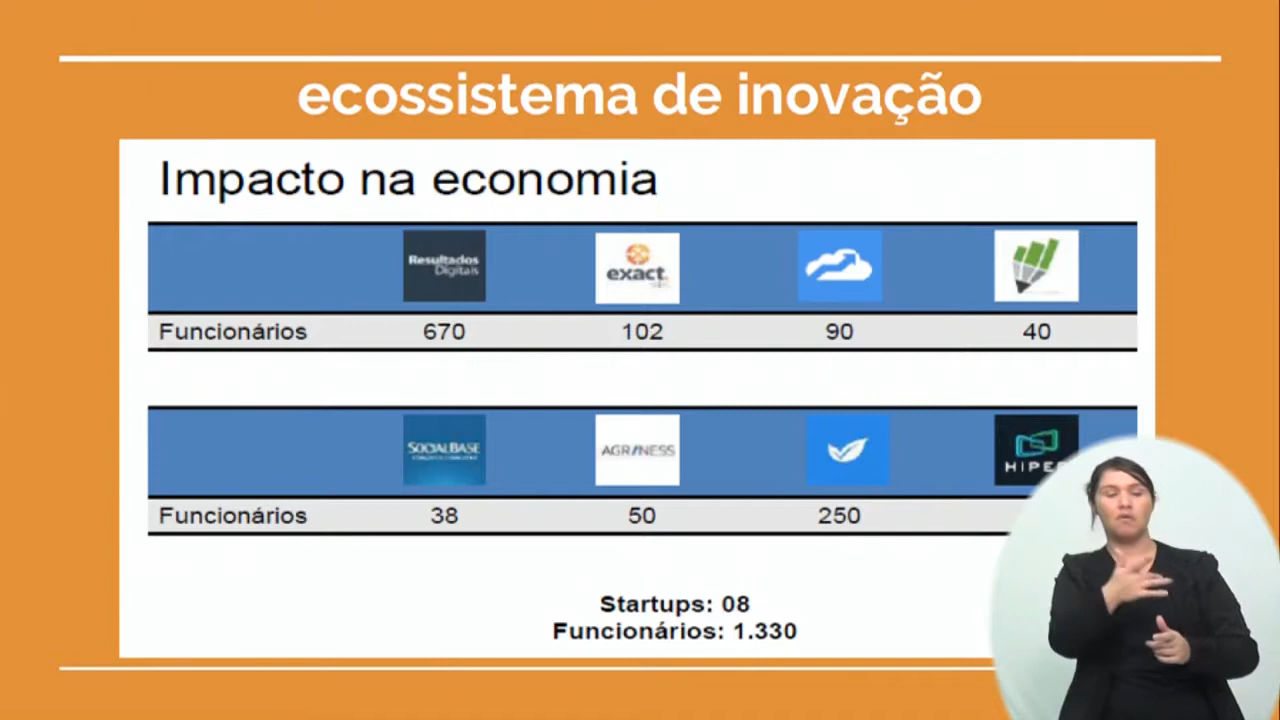 ecossistema de inovação
Impacto na economia
Resultados
Digitais
exact
Funcionários 670 102 90 40
SOCIALBASE
AGRINESS
HIPE
Funcionários 38 50 250
Startups: 08
Funcionários: 1.330